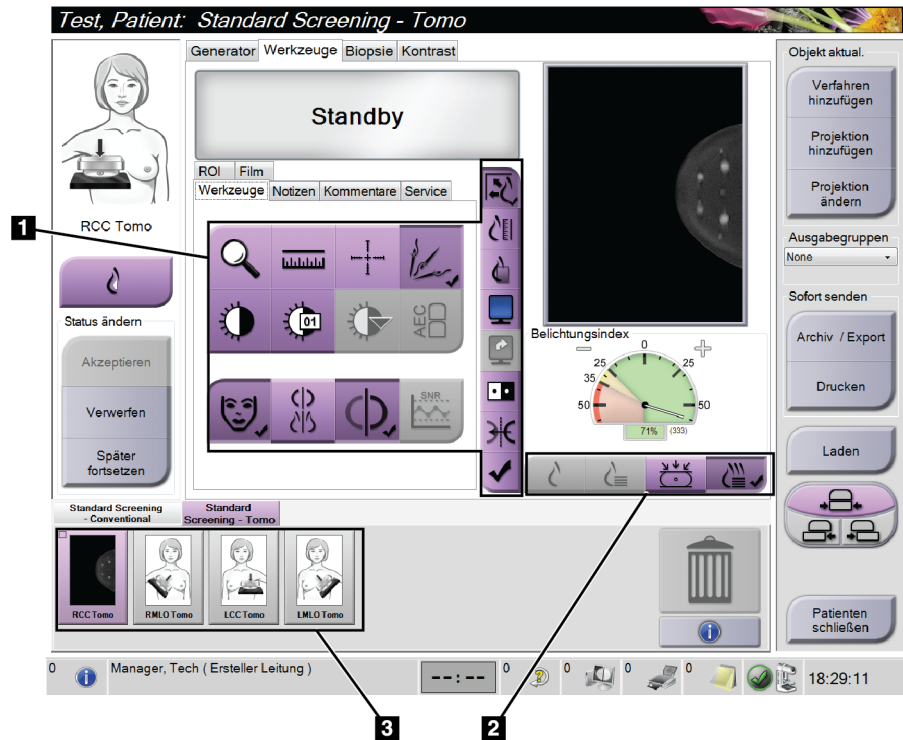 Test, Patient: Standard Screening - Tomo
Generator Werkzeuge Biopsie Kontrast
Objekt aktual.
Verfahren
hinzufügen
Projektion
hinzufügen
Projektion
ändern
Standby
ROI Film
Werkzeuge Notizen Kommentare Service
RCC Tomo
1
01
AEC
SNR
Status ändern
Akzeptieren
Verwerfen
Später
fortsetzen
Belichtungsindex
0
25 25
35
50 50
71% (333)
Ausgabegruppen
None
Sofort senden
Archiv / Export
Drucken
Laden
Standard Screening
- Conventional
Standard
Screening - Tomo
RCC Tomo
RMLO Tomo
LCC Tomo
LMLO Tomo
Patienten
schließen
0 Manager, Tech ( Ersteller Leitung ) --:-- 0 0 0 0 18:29:11
3
2